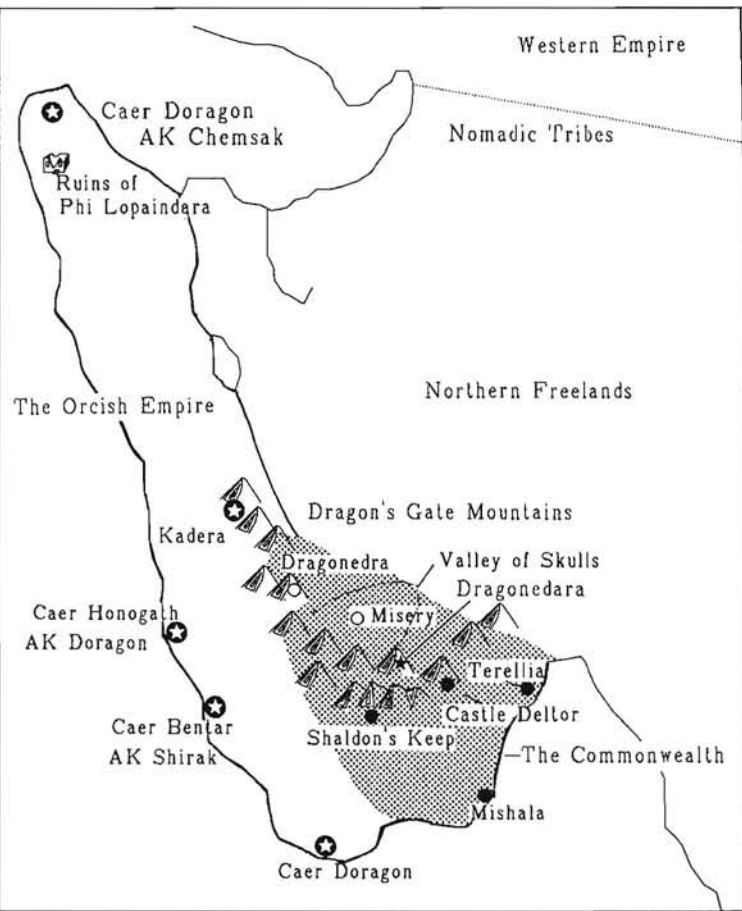 Western Empire
Caer Doragon
AK Chemsak
Nomadic Tribes
Ruins of
Phi Lopaindara
Northern Freelands
The Orcish Empire
Dragon's Gate Mountains
Kadera
Dragonedra
Valley of Skulls
Dragonedara
Caer Honogath
AK Doragon
Misery
Terellia
Castle Deltor
Caer Bentar
AK Shirak
Shaldon's Keep
The Commonwealth
Mishala
Caer Doragon